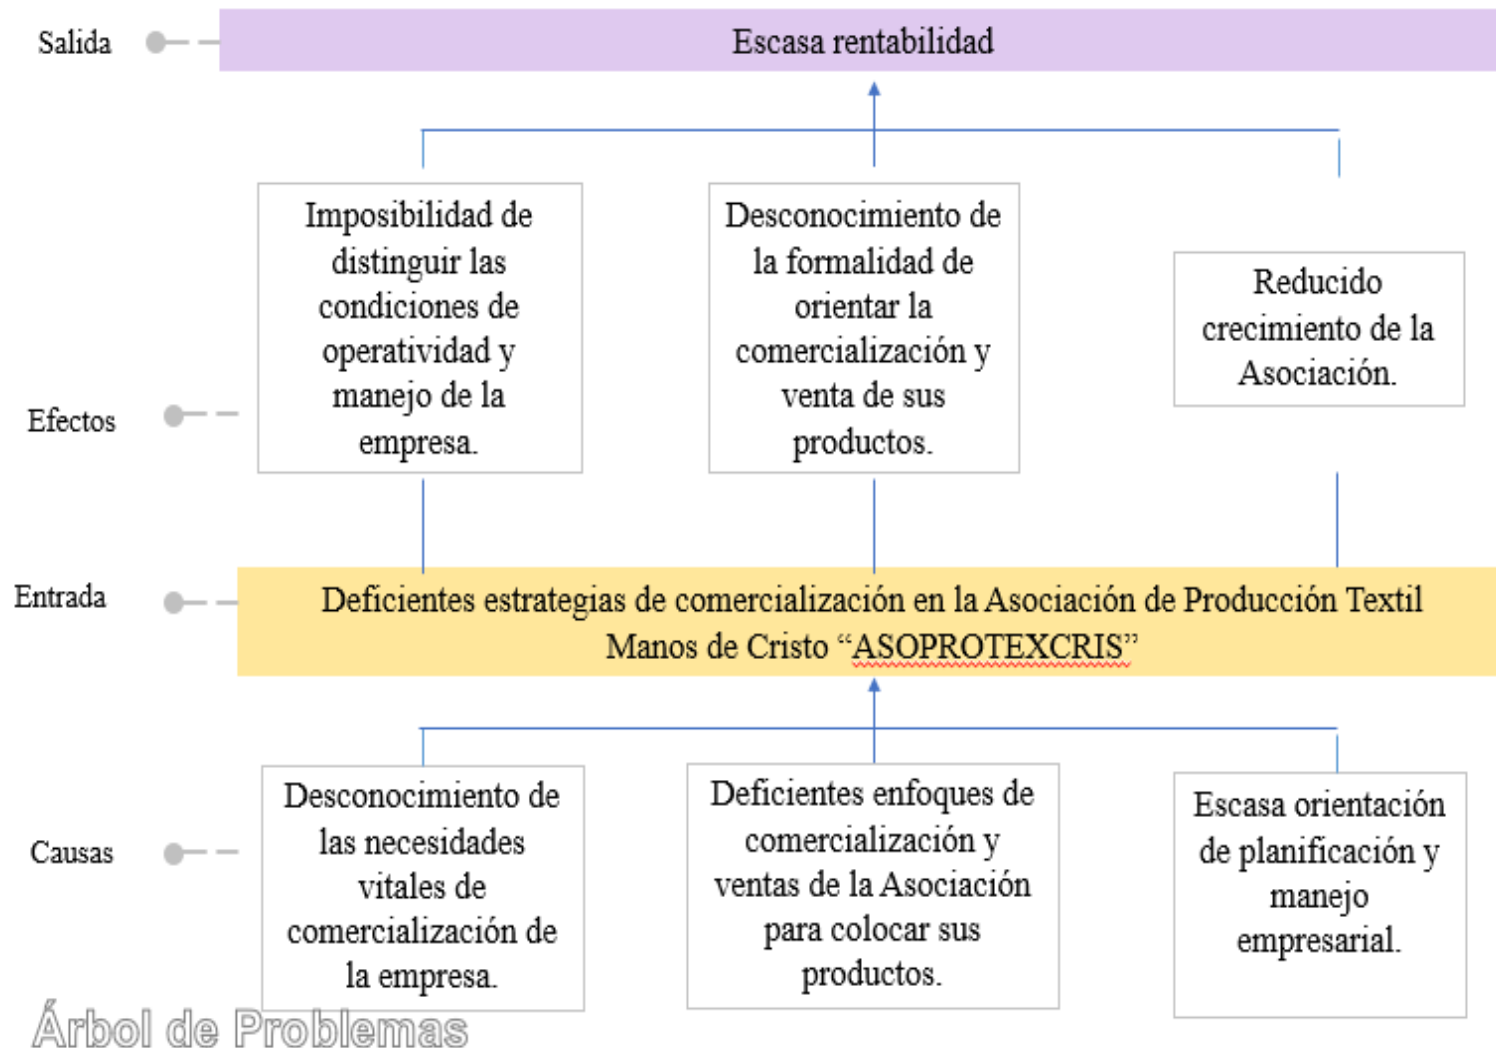 Salida
Escasa rentabilidad
Imposibilidad de
distinguir las
condiciones de
operatividad y
manejo de la
empresa.
Desconocimiento de
la formalidad de
orientar la
comercialización y
venta de sus
productos.
Reducido
crecimiento de la
Asociación.
Efectos
Entrada
Deficientes estrategias de comercialización en la Asociación de Producción Textil
Manos de Cristo “ASOPROTEXCRIS”
Causas
Desconocimiento de
las necesidades
vitales de
comercialización de
la empresa.
Deficientes enfoques de
comercialización y
ventas de la Asociación
para colocar sus
productos.
Escasa orientación
de planificación y
manejo
empresarial.
Árbol de Problemas